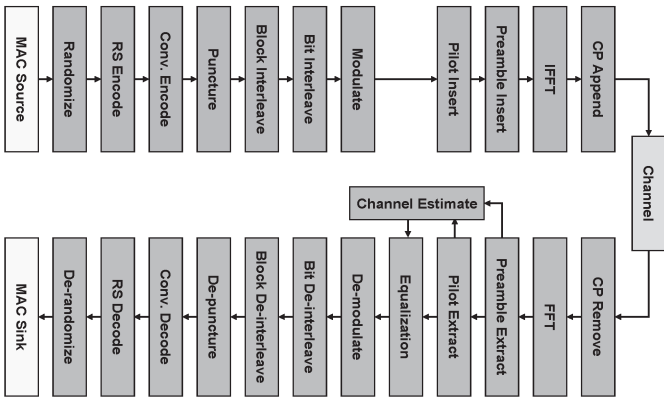 MAC Source
Randomize
RS Encode
Conv. Encode
Puncture
Block Interleave
Bit Interleave
Modulate
Pilot Insert
Preamble Insert
IFFT
CP Append
Channel
Channel Estimate
MAC Sink
De-randomize
RS Decode
Conv. Decode
De-puncture
Block De-interleave
Bit De-interleave
De-modulate
Equalization
Pilot Extract
Preamble Extract
FFT
CP Remove